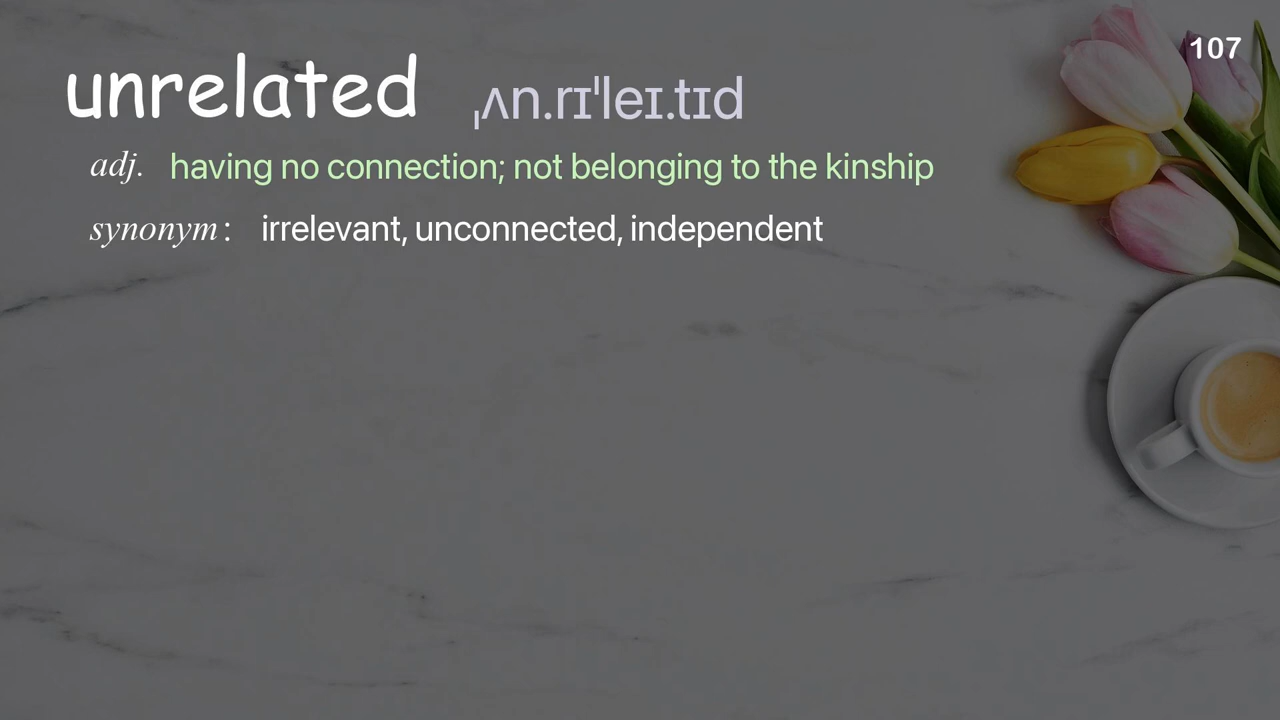 107
unrelated ˌʌn.rɪˈleɪ.tɪd
adj. having no connection; not belonging to the kinship
synonym: irrelevant, unconnected, independent